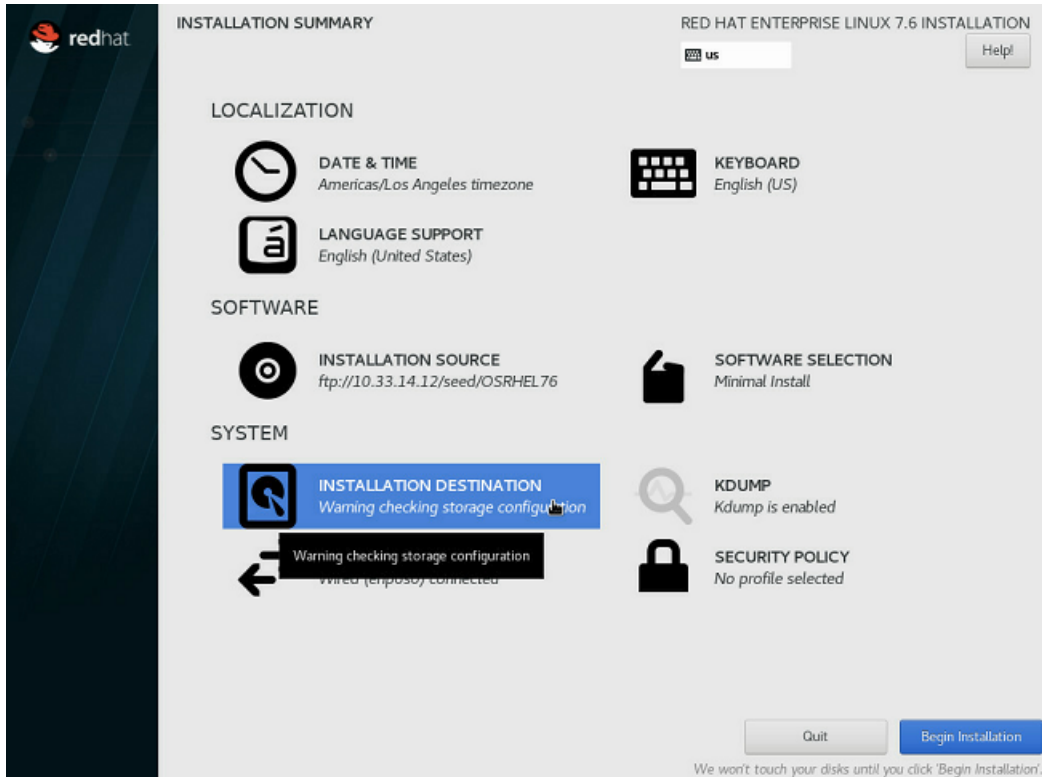 redhat
INSTALLATION SUMMARY
RED HAT ENTERPRISE LINUX 7.6 INSTALLATION
us
Help!
LOCALIZATION
DATE & TIME
Americas/Los Angeles timezone
KEYBOARD
English (US)
á
LANGUAGE SUPPORT
English (United States)
SOFTWARE
INSTALLATION SOURCE
ftp://10.33.14.12/seed/OSRHEL76
SOFTWARE SELECTION
Minimal Install
SYSTEM
INSTALLATION DESTINATION
Warning checking storage configuration
KDUMP
Kdump is enabled
Warning checking storage configuration
Wired connected
SECURITY POLICY
No profile selected
Quit
Begin Installation
We won't touch your disks until you click 'Begin Installation'.